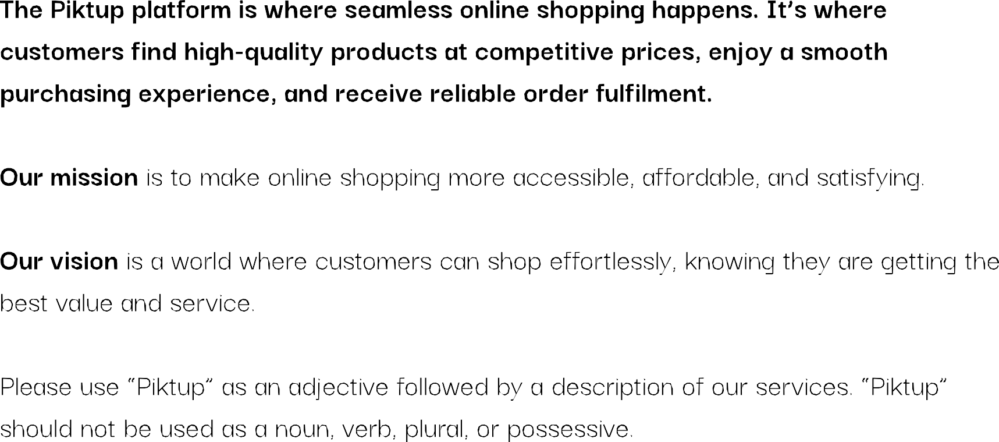 The Piktup platform is where seamless online shopping happens. It’s where
customers find high-quality products at competitive prices, enjoy a smooth
purchasing experience, and receive reliable order fulfilment.
Our mission is to make online shopping more accessible, affordable, and satisfying.
Our vision is a world where customers can shop effortlessly, knowing they are getting the
best value and service.
Please use “Piktup” as an adjective followed by a description of our services. “Piktup”
should not be used as a noun, verb, plural, or possessive.